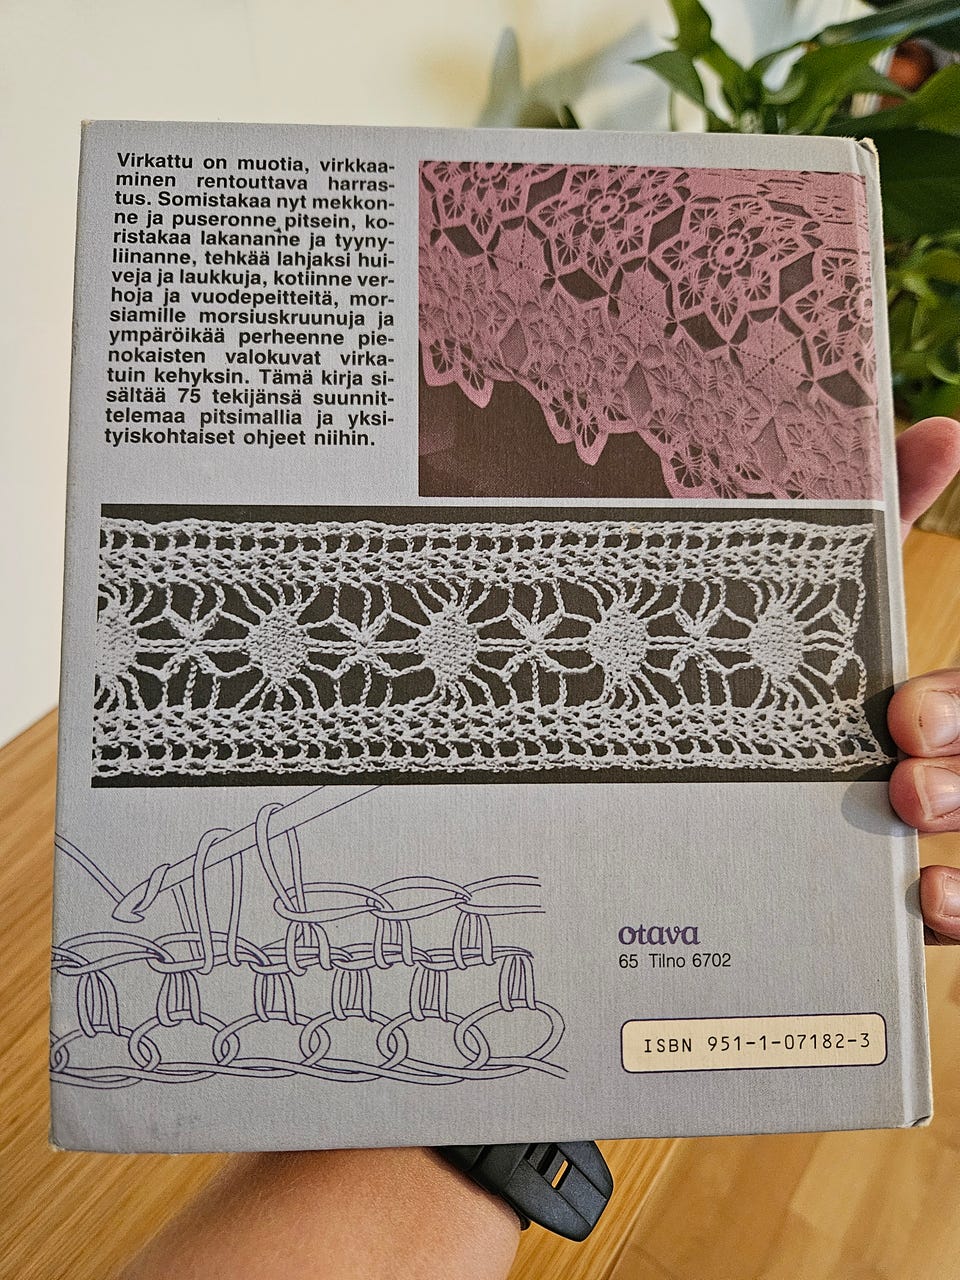 Virkattu on muotia, virkkaa-
minen rentouttava harras-
tus. Somistakaa nyt mekkon-
ne ja puseronne pitsein, ko-
ristakaa lakananne ja tyyny-
liinanne, tehkää lahjaksi hui-
veja ja laukkuja, kotiinne ver-
hoja ja vuodepeitteitä, mor-
siamille morsiuskruunuja ja
ympäröikää perheenne pie-
nokaisten valokuvat virka-
tuin kehyksin. Tämä kirja si-
sältää 75 tekijänsä suunnit-
telemaa pitsimallia ja yksi-
tyiskohtaiset ohjeet niihin.
otava
65 Tilno 6702
ISBN 951-1-07182-3